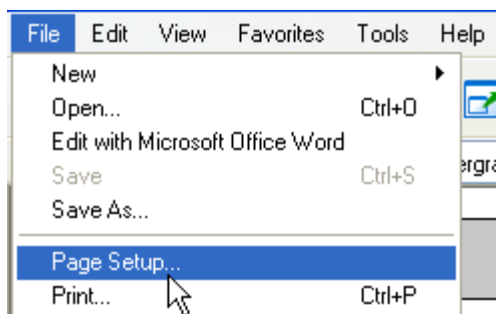 File Edit View Favorites Tools Help
New
Open... Ctrl+O
Edit with Microsoft Office Word
Save Ctrl+S
Save As...
Page Setup...
Print... Ctrl+P